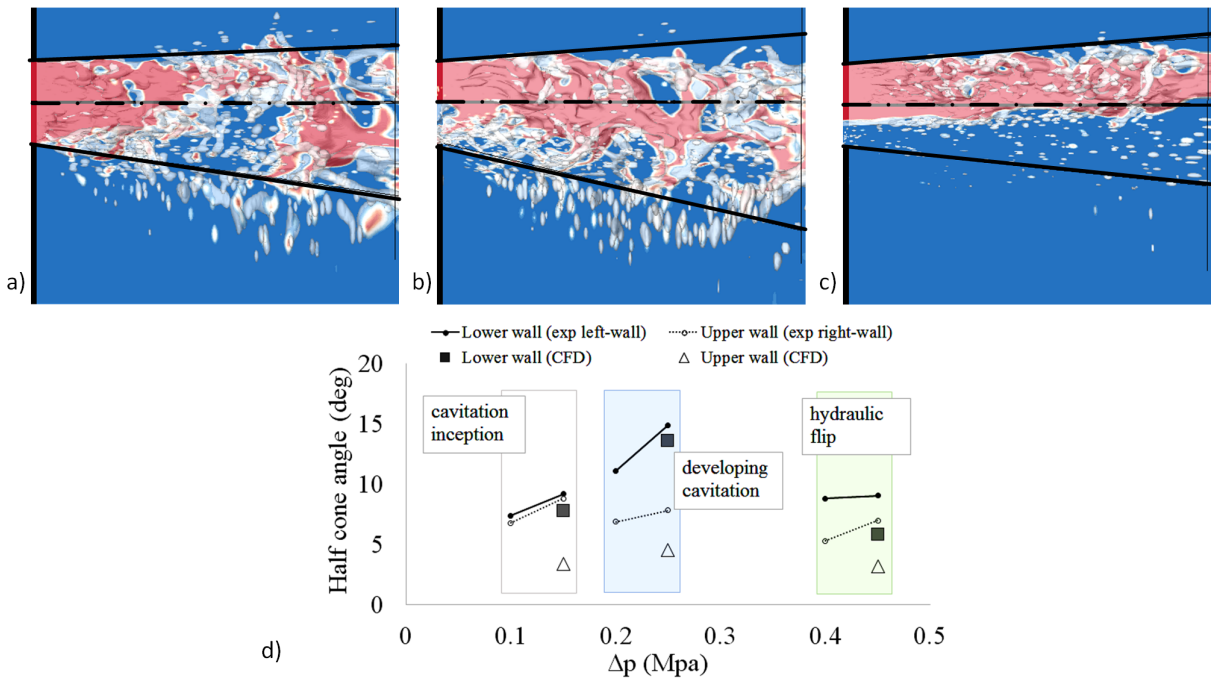 a)
b)
c)
Lower wall (exp left-wall)
Upper wall (exp right-wall)
Lower wall (CFD)
Upper wall (CFD)
Half cone angle (deg)
20
15
10
5
0
cavitation
inception
developing
cavitation
hydraulic
flip
0
0.1
0.2
0.3
0.4
0.5
Δp (Mpa)
d)